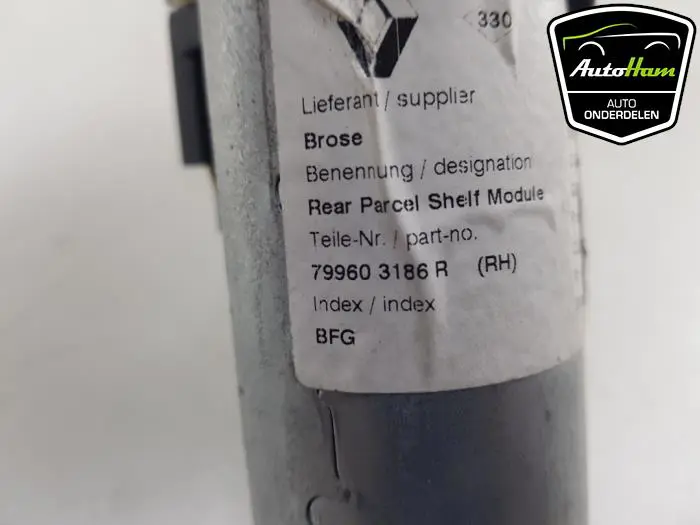 330
Lieferant / supplier
Brose
Benennung / designation
Rear Parcel Shelf Module
Teile-Nr. / part-no.
79960 3186 R (RH)
Index / index
BFG
AutoHam
AUTO
ONDERDELEN